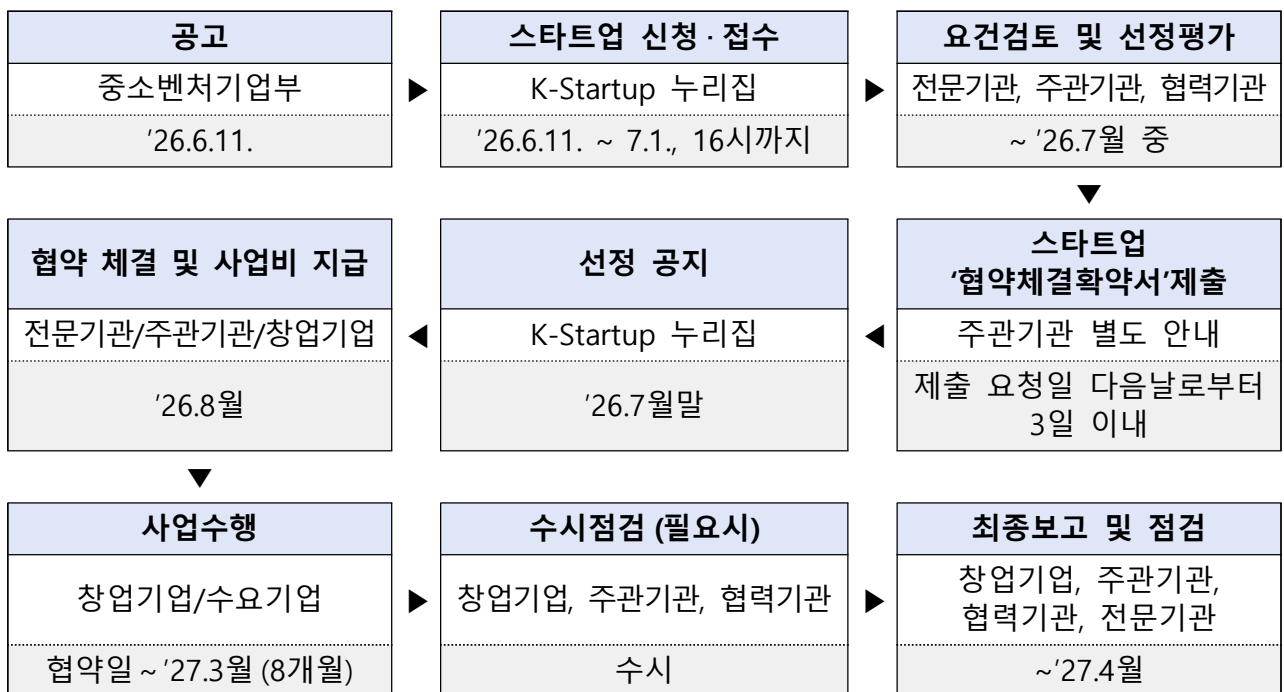 공고
중소벤처기업부
'26.6.11.
▶
스타트업 신청 · 접수
K-Startup 누리집
'26.6.11. ~ 7.1., 16시까지
▶
요건검토 및 선정평가
전문기관, 주관기관, 협력기관
~ '26.7월 중
▼
스타트업
'협약체결확약서'제출
주관기관 별도 안내
제출 요청일 다음날로부터
3일 이내
◀
선정 공지
K-Startup 누리집
'26.7월말
◀
협약 체결 및 사업비 지급
전문기관/주관기관/창업기업
'26.8월
▼
사업수행
창업기업/수요기업
협약일 ~ '27.3월 (8개월)
▶
수시점검 (필요시)
창업기업, 주관기관, 협력기관
수시
▶
최종보고 및 점검
창업기업, 주관기관,
협력기관, 전문기관
~'27.4월